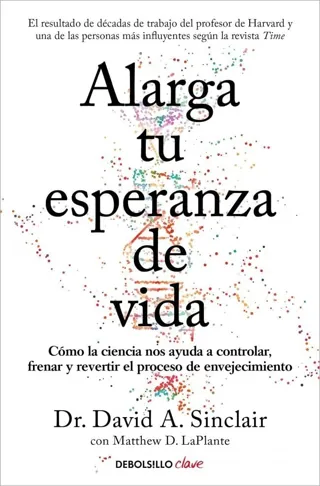 El resultado de décadas de trabajo del profesor de Harvard y
una de las personas más influyentes según la revista Time
Alarga
tu
esperanza
de
vida
Cómo la ciencia nos ayuda a controlar,
frenar y revertir el proceso de envejecimiento
Dr. David A. Sinclair
con Matthew D. LaPlante
DEBOLS!LLO clave